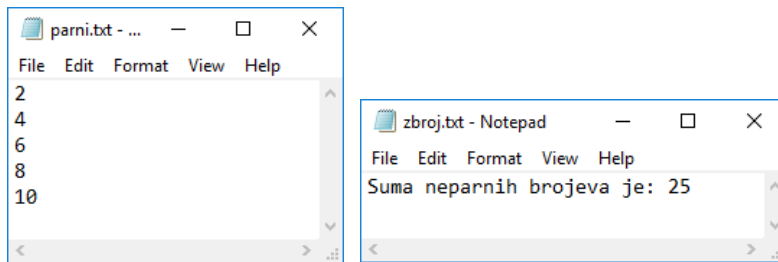 parni.txt - ...
File Edit Format View Help
2
4
6
8
10
zbroj.txt - Notepad
File Edit Format View Help
Suma neparnih brojeva je: 25